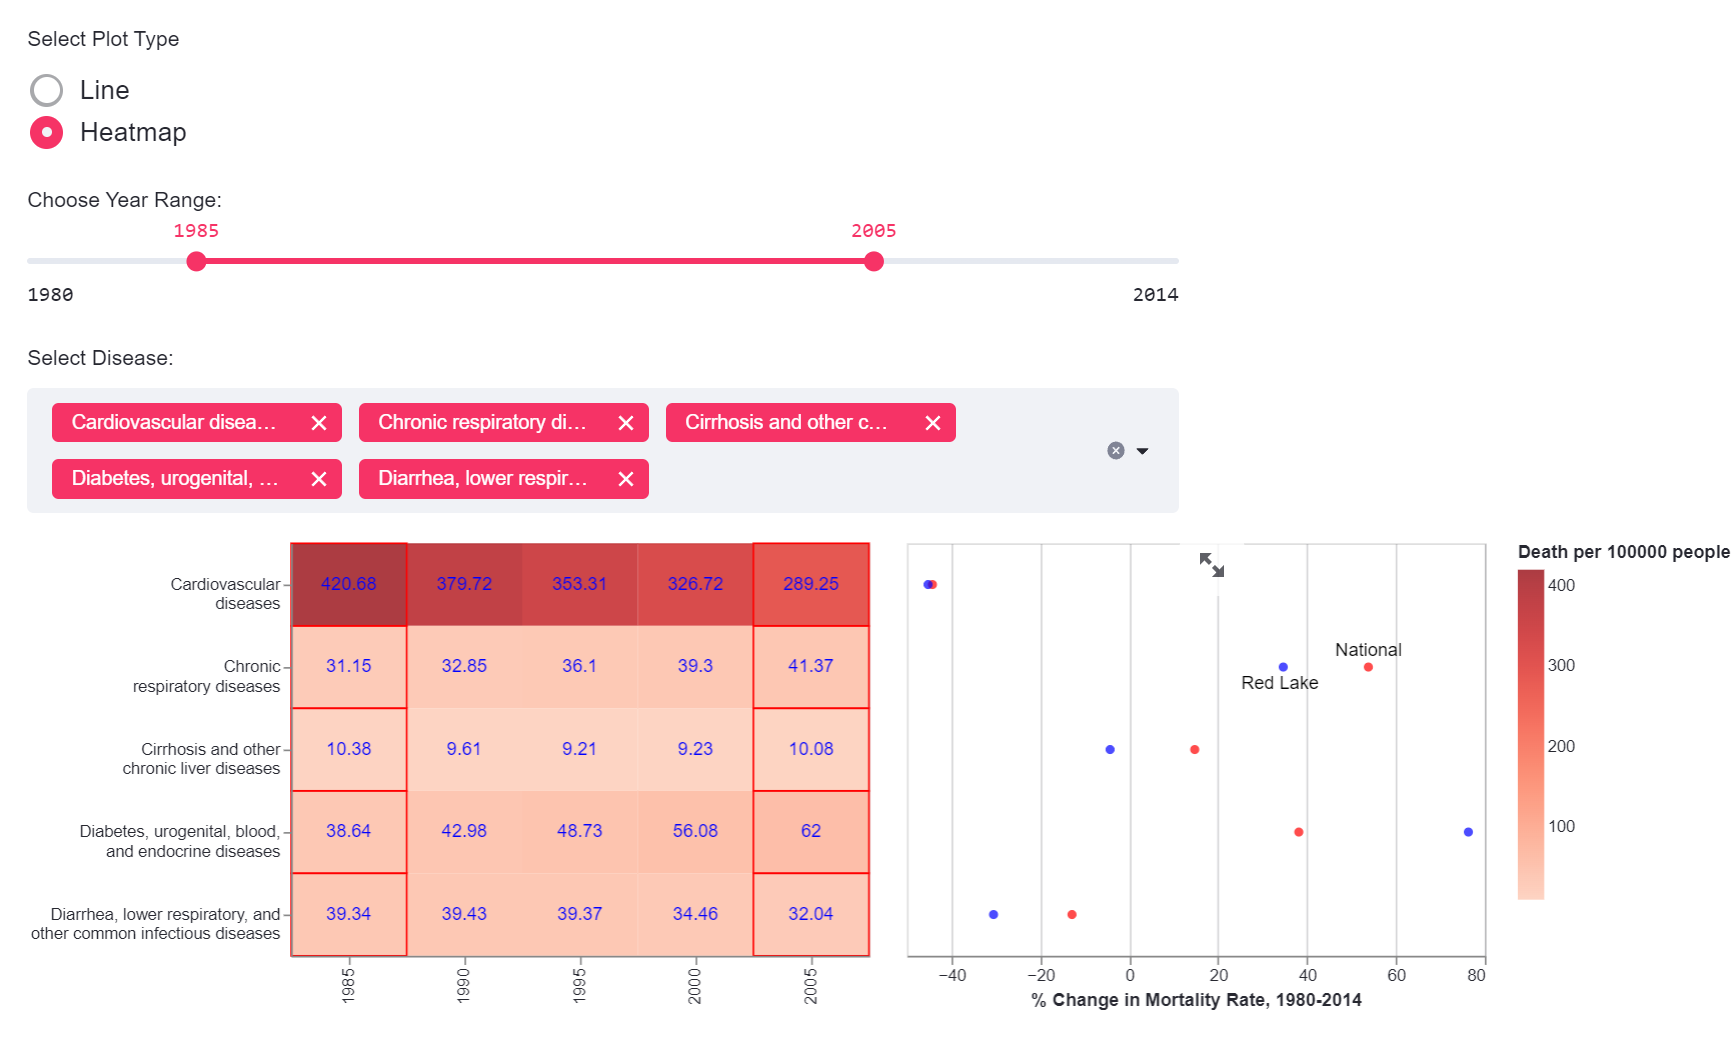 Select Plot Type
Line
Heatmap
Choose Year Range:
1985 2005
1980 2014
Select Disease:
Cardiovascular disea... Chronic respiratory di... Cirrhosis and other c...
Diabetes, urogenital, ... Diarrhea, lower respir...
Cardiovascular
diseases
420.68 379.72 353.31 326.72 289.25
Chronic
respiratory diseases
31.15 32.85 36.1 39.3 41.37
Cirrhosis and other
chronic liver diseases
10.38 9.61 9.21 9.23 10.08
Diabetes, urogenital, blood,
and endocrine diseases
38.64 42.98 48.73 56.08 62
Diarrhea, lower respiratory, and
other common infectious diseases
39.34 39.43 39.37 34.46 32.04
1985 1990 1995 2000 2005
National
Red Lake
−40 −20 0 20 40 60 80
% Change in Mortality Rate, 1980-2014
Death per 100000 people
400
300
200
100